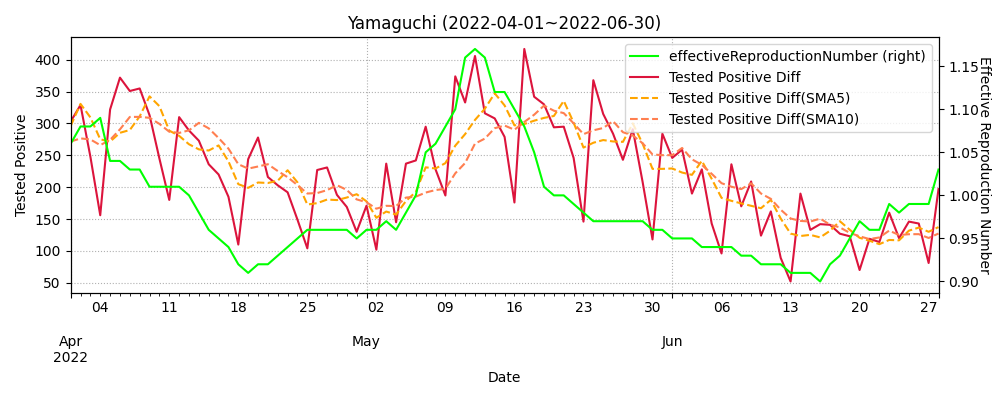 Yamaguchi (2022-04-01~2022-06-30)
effectiveReproductionNumber (right)
Tested Positive Diff
Tested Positive Diff(SMA5)
Tested Positive Diff(SMA10)
Tested Positive
400
350
300
250
200
150
100
50
1.15
1.10
1.05
1.00
0.95
0.90
Effective Reproduction Number
04 11 18 25 02 09 16 23 30 06 13 20 27
Apr May Jun
2022
Date